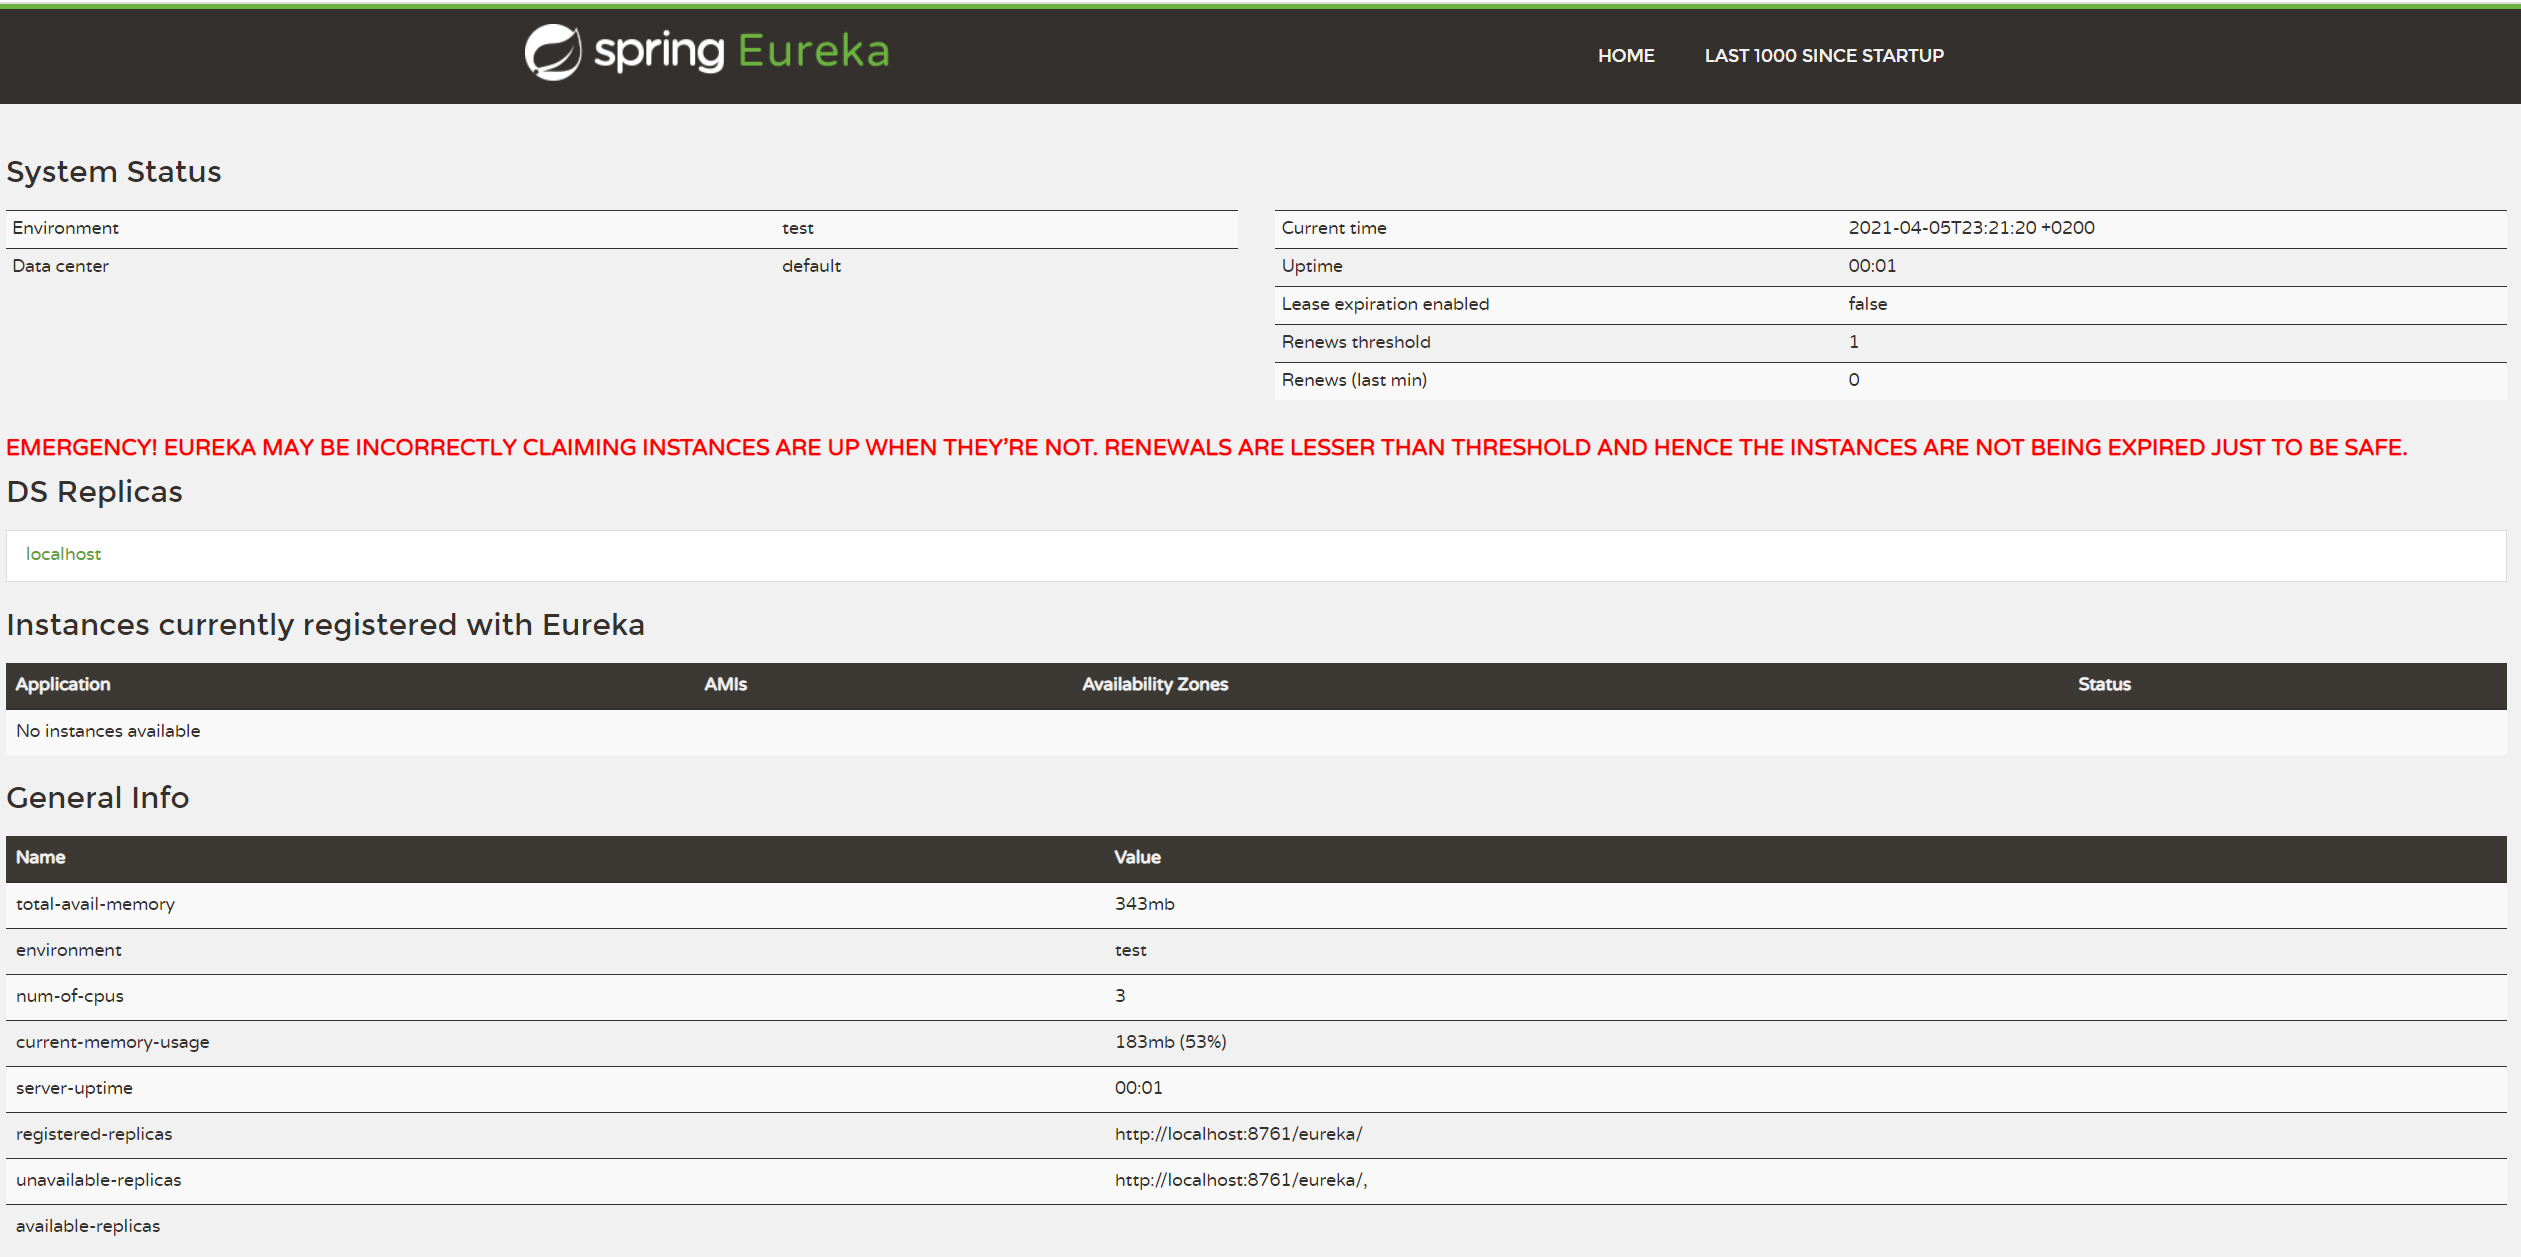 spring Eureka
HOME LAST 1000 SINCE STARTUP
System Status
Environment test
Data center default
Current time 2021-04-05T23:21:20 +0200
Uptime 00:01
Lease expiration enabled false
Renews threshold 1
Renews (last min) 0
EMERGENCY! EUREKA MAY BE INCORRECTLY CLAIMING INSTANCES ARE UP WHEN THEY'RE NOT. RENEWALS ARE LESSER THAN THRESHOLD AND HENCE THE INSTANCES ARE NOT BEING EXPIRED JUST TO BE SAFE.
DS Replicas
localhost
Instances currently registered with Eureka
Application AMIs Availability Zones Status
No instances available
General Info
Name Value
total-avail-memory 343mb
environment test
num-of-cpus 3
current-memory-usage 183mb (53%)
server-uptime 00:01
registered-replicas http://localhost:8761/eureka/
unavailable-replicas http://localhost:8761/eureka/,
available-replicas